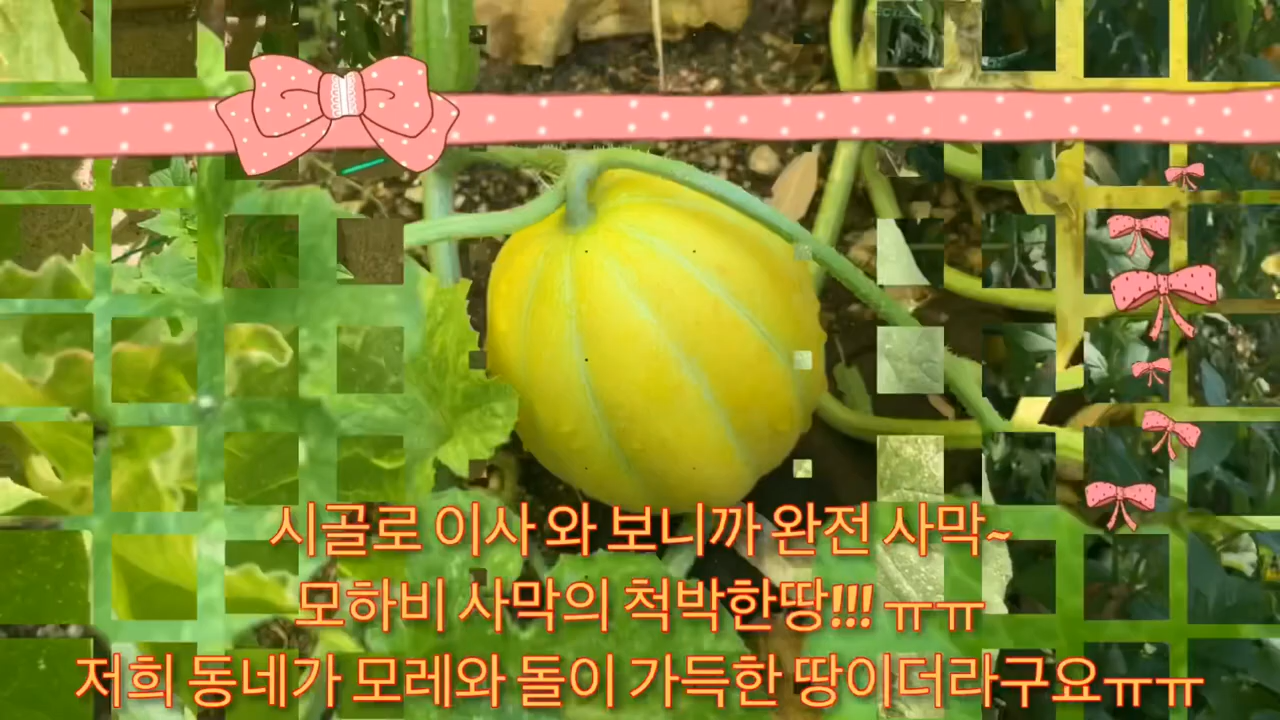 시골로 이사 와 보니까 완전 사막~
모하비 사막의 척박한땅!!! ㅠㅠ
저희 동네가 모레와 돌이 가득한 땅이더라구요ㅠㅠ